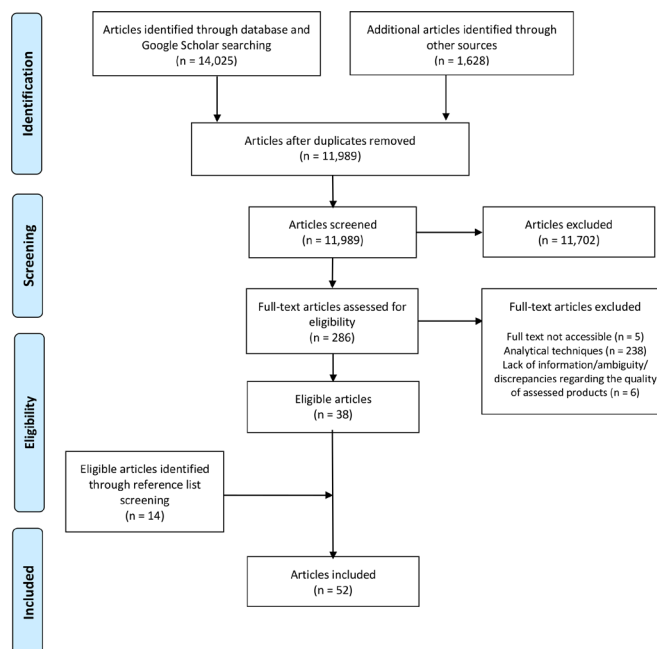 Articles identified through database and
Google Scholar searching
(n = 14,025)
Additional articles identified through
other sources
(n = 1,628)
Identification
Articles after duplicates removed
(n = 11,989)
Screening
Articles screened
(n = 11,989)
Articles excluded
(n = 11,702)
Full-text articles assessed for
eligibility
(n = 286)
Full-text articles excluded
Full text not accessible (n = 5)
Analytical techniques (n = 238)
Lack of information/ambiguity/
discrepancies regarding the quality
of assessed products (n = 6)
Eligibility
Eligible articles
(n = 38)
Eligible articles identified
through reference list
screening
(n = 14)
Included
Articles included
(n = 52)